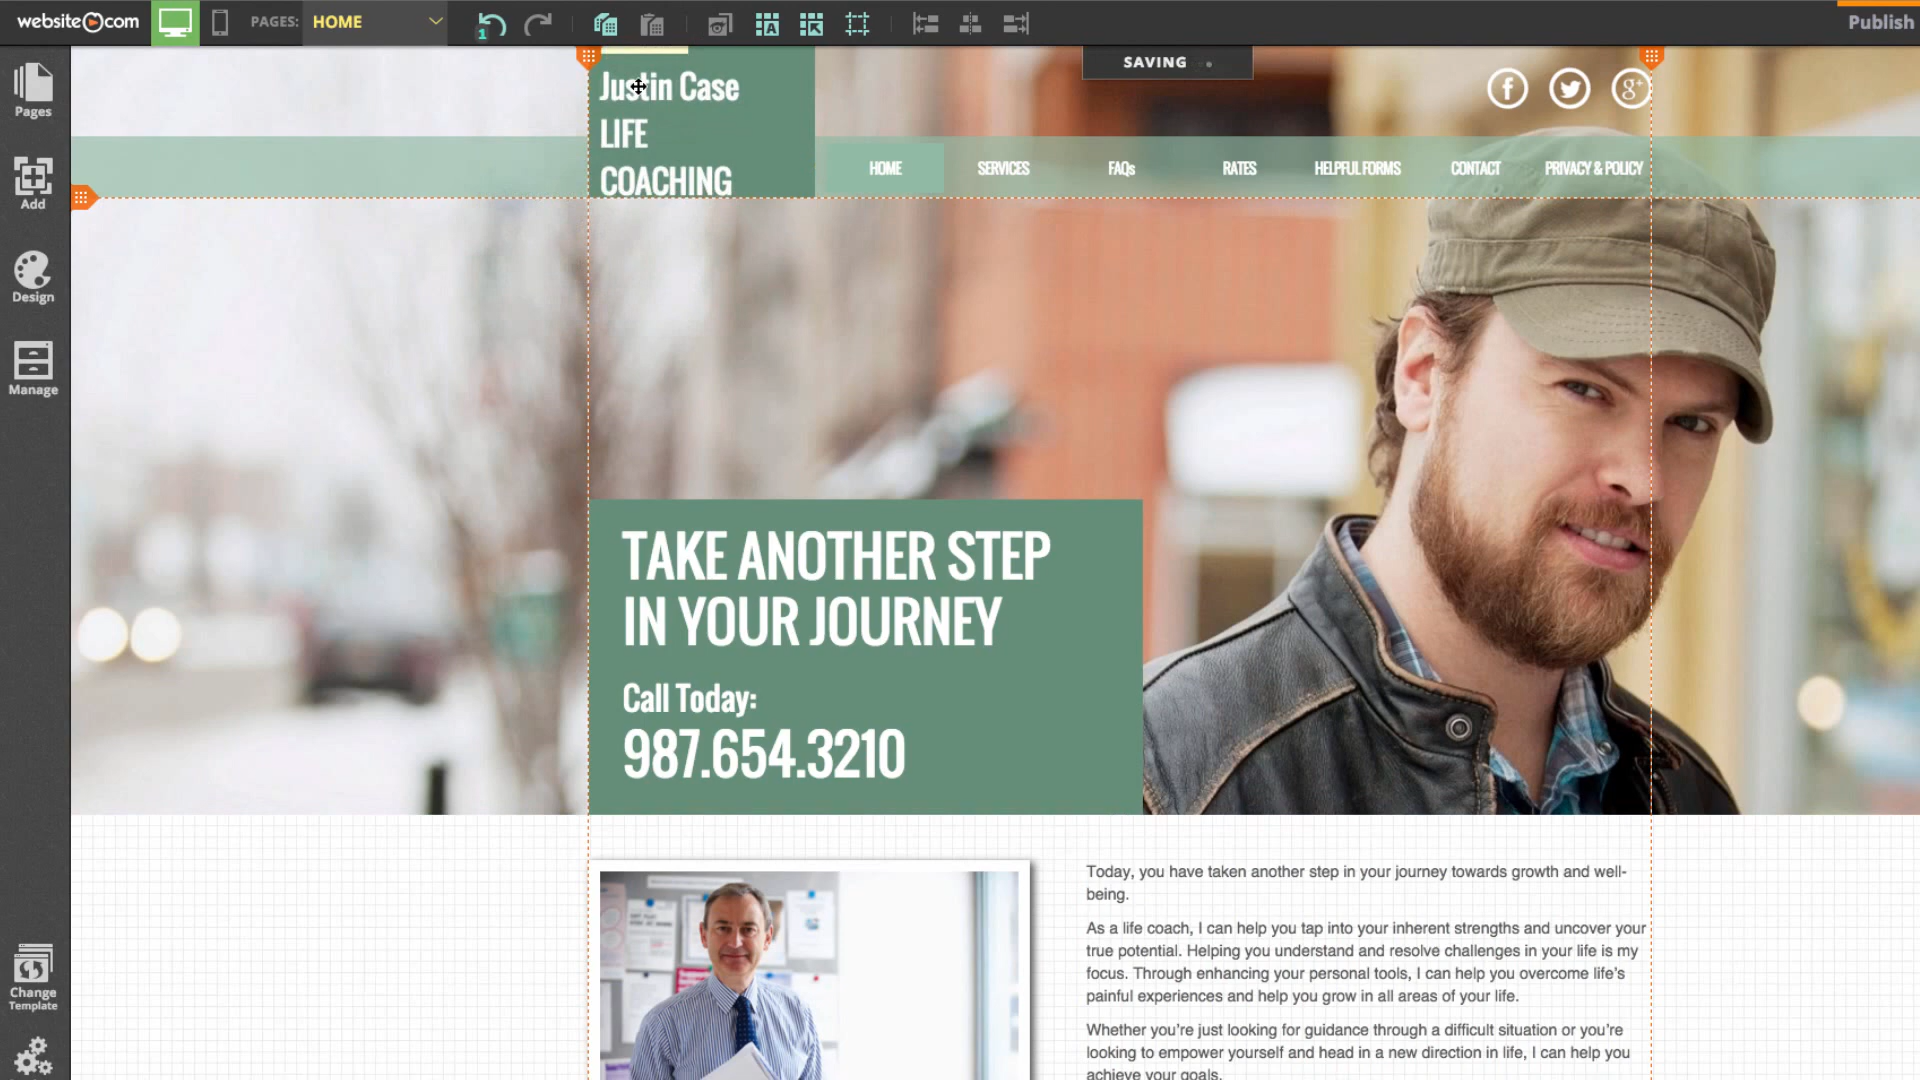 website.com
PAGES: HOME
1
Publish
SAVING
Pages
Add
Design
Manage
Change
Template
Justin Case
LIFE
COACHING
f
g+
HOME SERVICES FAQs RATES HELPFUL FORMS CONTACT PRIVACY & POLICY
TAKE ANOTHER STEP
IN YOUR JOURNEY
Call Today:
987.654.3210
Today, you have taken another step in your journey towards growth and well-
being.
As a life coach, I can help you tap into your inherent strengths and uncover your
true potential. Helping you understand and resolve challenges in your life is my
focus. Through enhancing your personal tools, I can help you overcome life's
painful experiences and help you grow in all areas of your life.
Whether you're just looking for guidance through a difficult situation or you're
looking to empower yourself and head in a new direction in life, I can help you
achieve your goals.